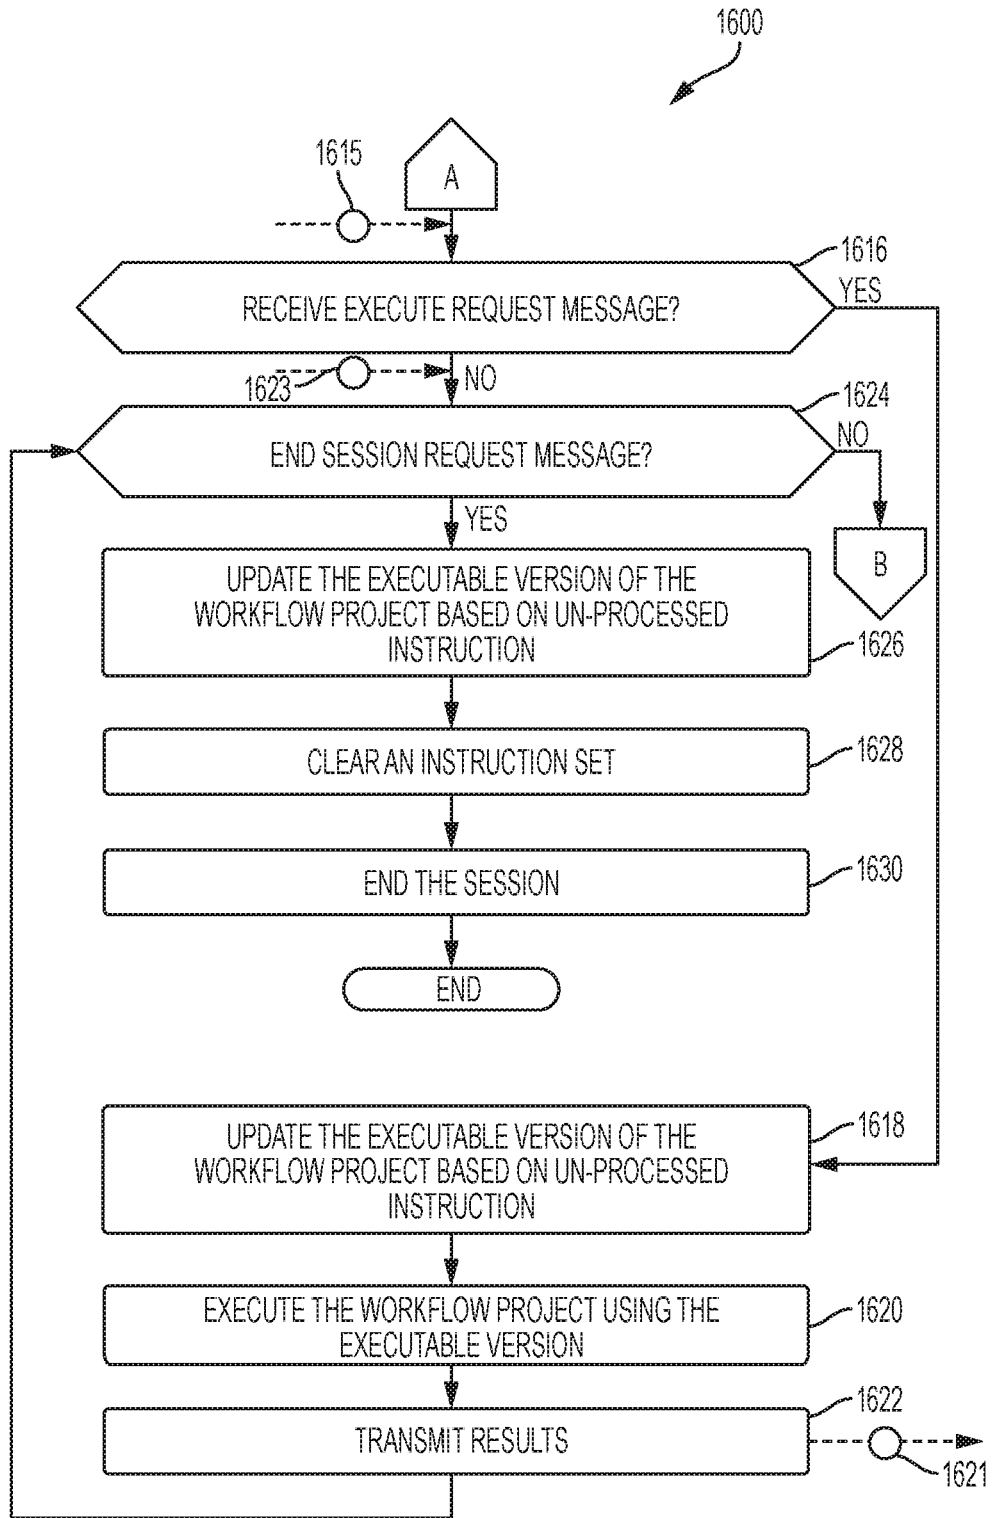 1600
1615
A
1616
RECEIVE EXECUTE REQUEST MESSAGE?
YES
1623
NO
1624
END SESSION REQUEST MESSAGE?
NO
YES
B
UPDATE THE EXECUTABLE VERSION OF THE
WORKFLOW PROJECT BASED ON UN-PROCESSED
INSTRUCTION
1626
CLEAR AN INSTRUCTION SET
1628
END THE SESSION
1630
END
UPDATE THE EXECUTABLE VERSION OF THE
WORKFLOW PROJECT BASED ON UN-PROCESSED
INSTRUCTION
1618
EXECUTE THE WORKFLOW PROJECT USING THE
EXECUTABLE VERSION
1620
TRANSMIT RESULTS
1622
1621